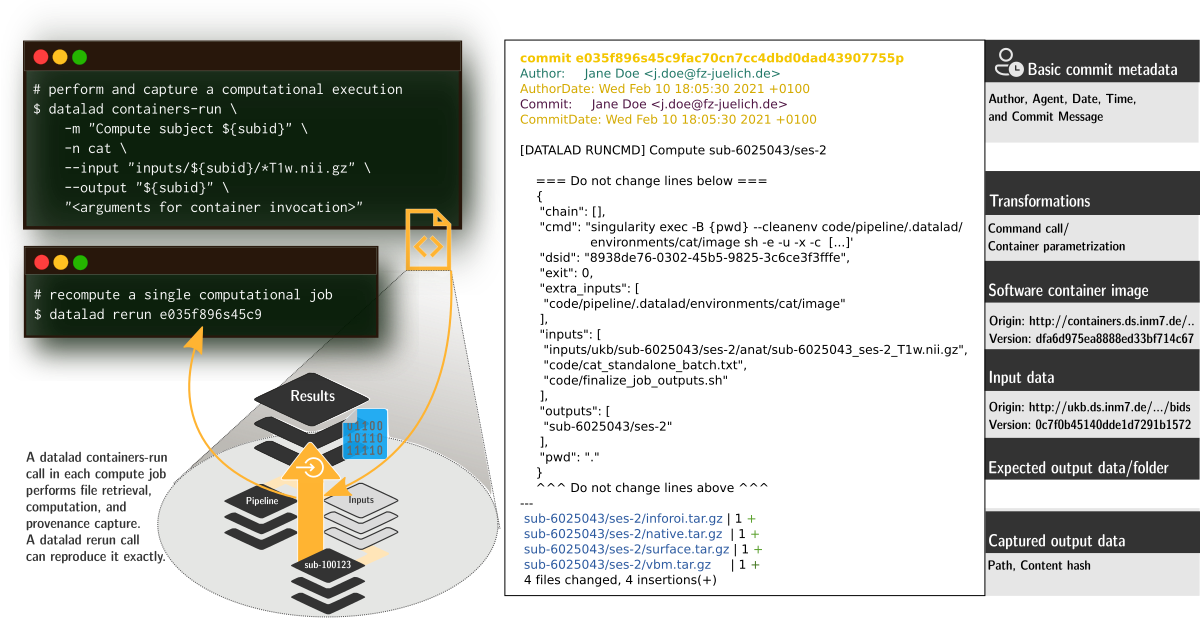 # perform and capture a computational execution
$ datalad containers-run \
-m "Compute subject ${subid}" \
-n cat \
--input "inputs/${subid}/*T1w.nii.gz" \
--output "${subid}" \
"<arguments for container invocation>"
# recompute a single computational job
$ datalad rerun e035f896s45c9
Results
01100
10110
11110
Pipeline
Inputs
sub-100123
A datalad containers-run
call in each compute job
performs file retrieval,
computation, and
provenance capture.
A datalad rerun call
can reproduce it exactly.
commit e035f896s45c9fac70cn7cc4dbd0dad43907755p
Author: Jane Doe <j.doe@fz-juelich.de>
AuthorDate: Wed Feb 10 18:05:30 2021 +0100
Commit: Jane Doe <j.doe@fz-juelich.de>
CommitDate: Wed Feb 10 18:05:30 2021 +0100
[DATALAD RUNCMD] Compute sub-6025043/ses-2
=== Do not change lines below ===
{
"chain": [],
"cmd": "singularity exec -B {pwd} --cleanenv code/pipeline/.datalad/
environments/cat/image sh -e -u -x -c [...]'
"dsid": "8938de76-0302-45b5-9825-3c6ce3f3fffe",
"exit": 0,
"extra_inputs": [
"code/pipeline/.datalad/environments/cat/image"
],
"inputs": [
"inputs/ukb/sub-6025043/ses-2/anat/sub-6025043_ses-2_T1w.nii.gz",
"code/cat_standalone_batch.txt",
"code/finalize_job_outputs.sh"
],
"outputs": [
"sub-6025043/ses-2"
],
"pwd": "."
}
^^^ Do not change lines above ^^^
---
sub-6025043/ses-2/inforoi.tar.gz | 1 +
sub-6025043/ses-2/native.tar.gz | 1 +
sub-6025043/ses-2/surface.tar.gz | 1 +
sub-6025043/ses-2/vbm.tar.gz | 1 +
4 files changed, 4 insertions(+)
Basic commit metadata
Author, Agent, Date, Time,
and Commit Message
Transformations
Command call/
Container parametrization
Software container image
Origin: http://containers.ds.inm7.de/..
Version: dfa6d975ea8888ed33bf714c67
Input data
Origin: http://ukb.ds.inm7.de/.../bids
Version: 0c7f0b45140dde1d7291b1572
Expected output data/folder
Captured output data
Path, Content hash